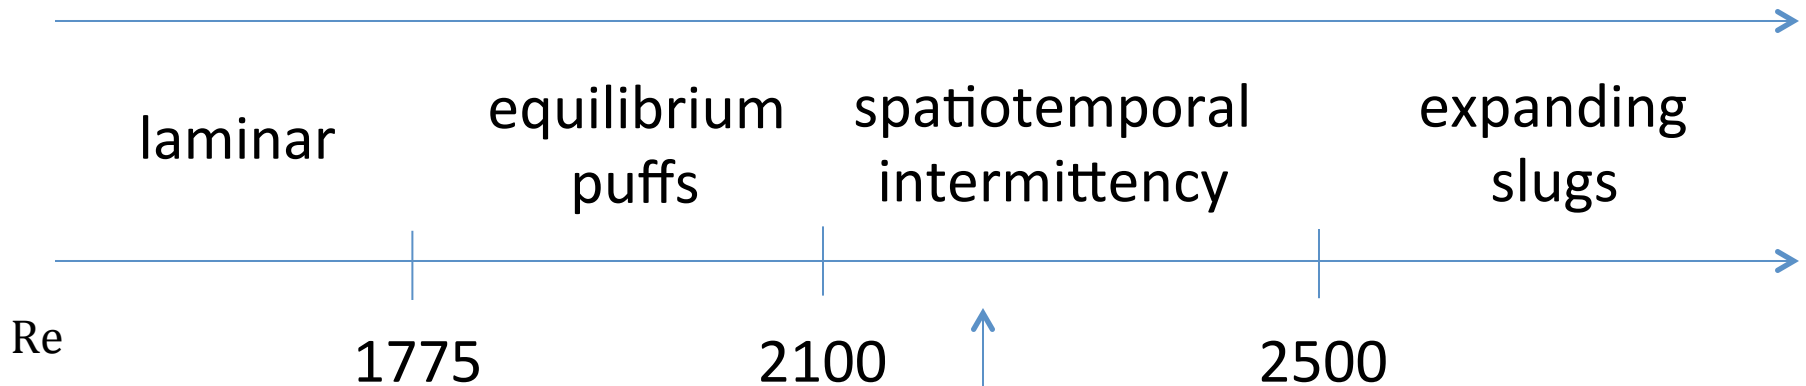 laminar
equilibrium
puffs
spatiotemporal
intermittency
expanding
slugs
Re
1775
2100
2500